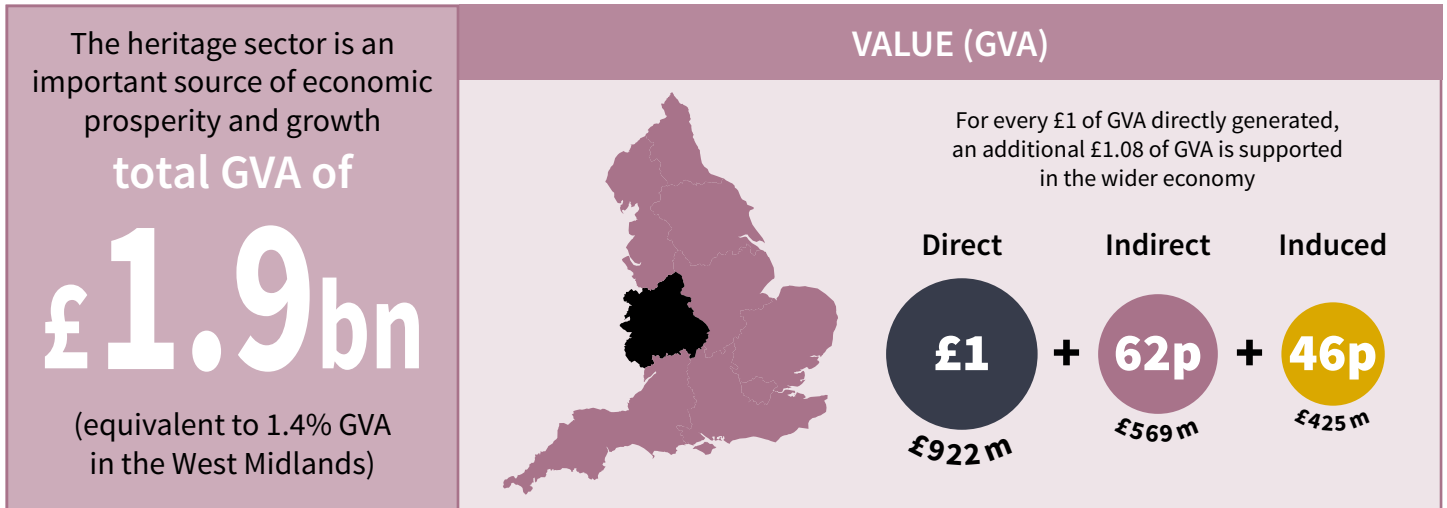 The heritage sector is an
important source of economic
prosperity and growth
total GVA of
£1.9bn
(equivalent to 1.4% GVA
in the West Midlands)
VALUE (GVA)
For every £1 of GVA directly generated,
an additional £1.08 of GVA is supported
in the wider economy
Direct Indirect Induced
£1 + 62p + 46p
£922m £569m £425m